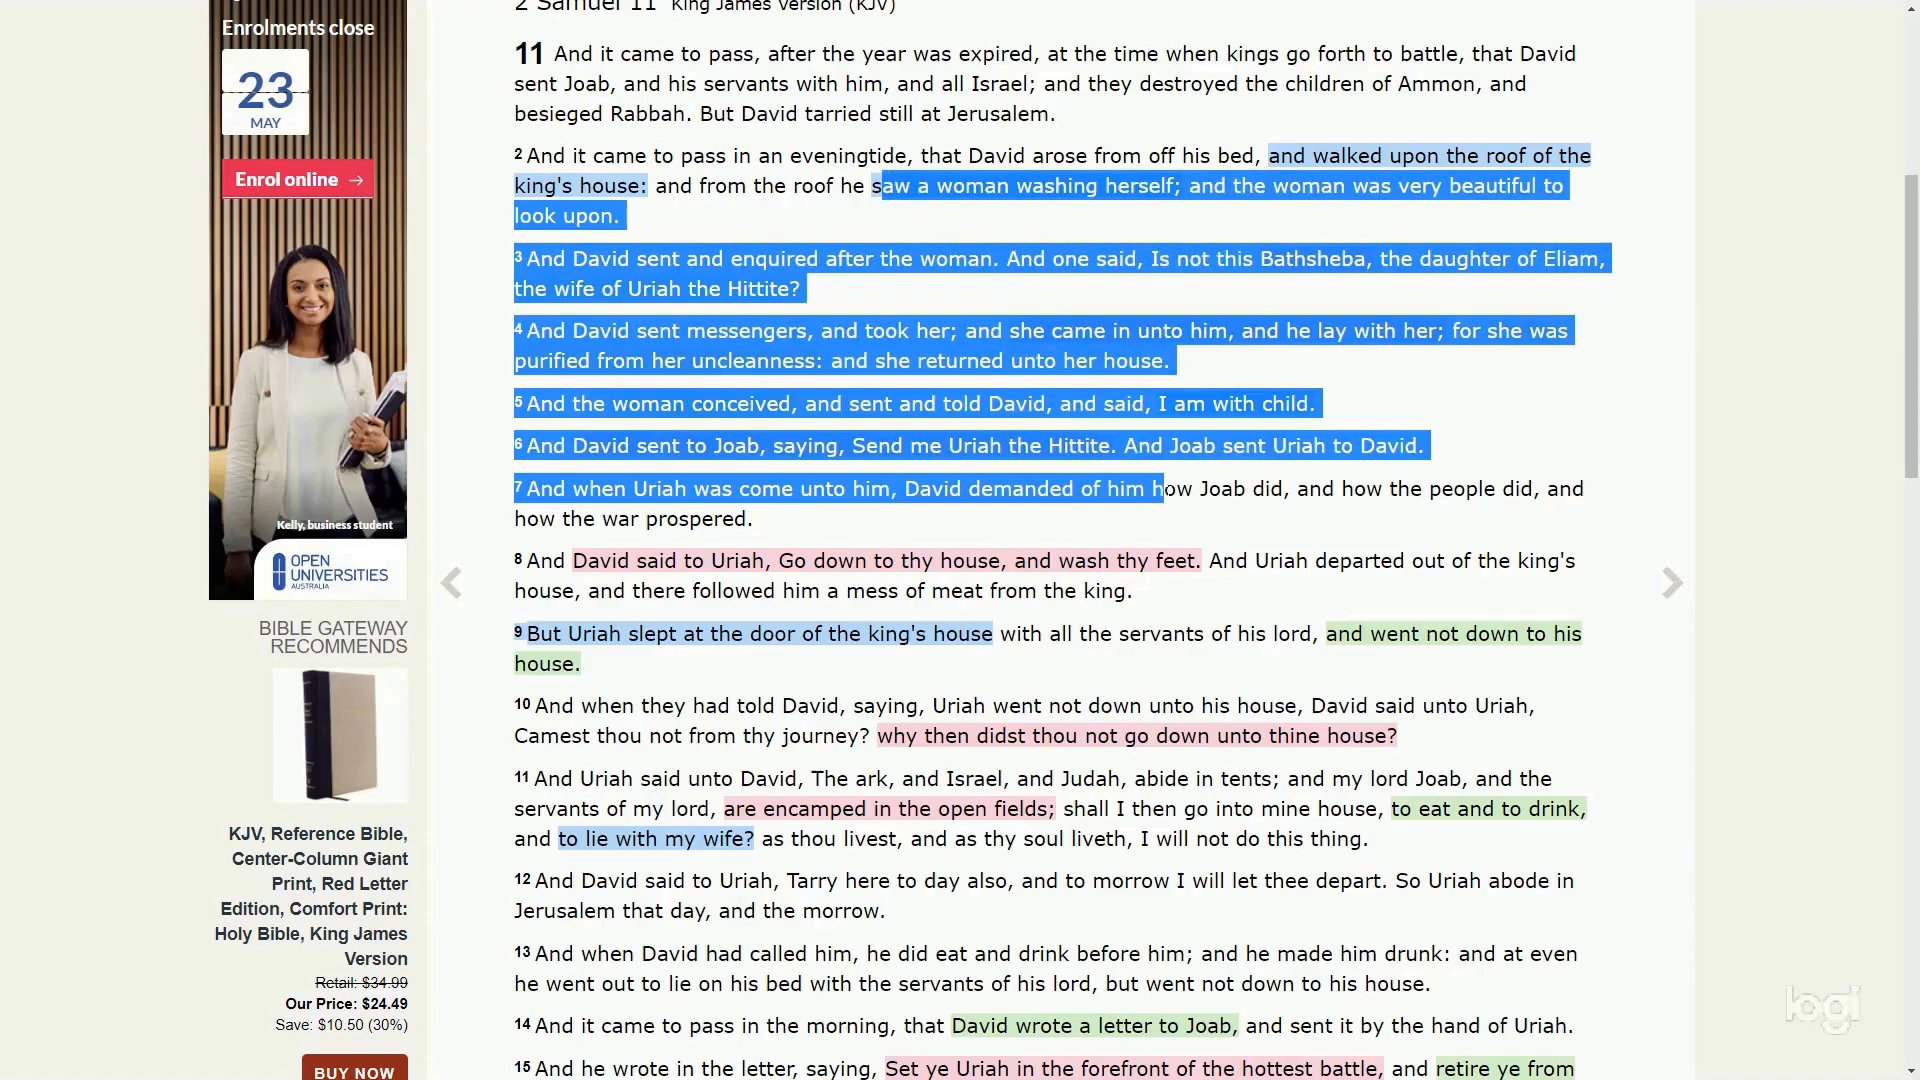 2 Samuel 11 King James Version (KJV)
11 And it came to pass, after the year was expired, at the time when kings go forth to battle, that David
sent Joab, and his servants with him, and all Israel; and they destroyed the children of Ammon, and
besieged Rabbah. But David tarried still at Jerusalem.
2 And it came to pass in an eveningtide, that David arose from off his bed, and walked upon the roof of the
king's house: and from the roof he saw a woman washing herself; and the woman was very beautiful to
look upon.
3 And David sent and enquired after the woman. And one said, Is not this Bathsheba, the daughter of Eliam,
the wife of Uriah the Hittite?
4 And David sent messengers, and took her; and she came in unto him, and he lay with her; for she was
purified from her uncleanness: and she returned unto her house.
5 And the woman conceived, and sent and told David, and said, I am with child.
6 And David sent to Joab, saying, Send me Uriah the Hittite. And Joab sent Uriah to David.
7 And when Uriah was come unto him, David demanded of him how Joab did, and how the people did, and
how the war prospered.
8 And David said to Uriah, Go down to thy house, and wash thy feet. And Uriah departed out of the king's
house, and there followed him a mess of meat from the king.
9 But Uriah slept at the door of the king's house with all the servants of his lord, and went not down to his
house.
10 And when they had told David, saying, Uriah went not down unto his house, David said unto Uriah,
Camest thou not from thy journey? why then didst thou not go down unto thine house?
11 And Uriah said unto David, The ark, and Israel, and Judah, abide in tents; and my lord Joab, and the
servants of my lord, are encamped in the open fields; shall I then go into mine house, to eat and to drink,
and to lie with my wife? as thou livest, and as thy soul liveth, I will not do this thing.
12 And David said to Uriah, Tarry here to day also, and to morrow I will let thee depart. So Uriah abode in
Jerusalem that day, and the morrow.
13 And when David had called him, he did eat and drink before him; and he made him drunk: and at even
he went out to lie on his bed with the servants of his lord, but went not down to his house.
14 And it came to pass in the morning, that David wrote a letter to Joab, and sent it by the hand of Uriah.
15 And he wrote in the letter, saying, Set ye Uriah in the forefront of the hottest battle, and retire ye from
Enrolments close
23
MAY
Enrol online →
Kelly, business student
OPEN
UNIVERSITIES
AUSTRALIA
BIBLE GATEWAY
RECOMMENDS
KJV, Reference Bible,
Center-Column Giant
Print, Red Letter
Edition, Comfort Print:
Holy Bible, King James
Version
Retail: $34.99
Our Price: $24.49
Save: $10.50 (30%)
BUY NOW
logi